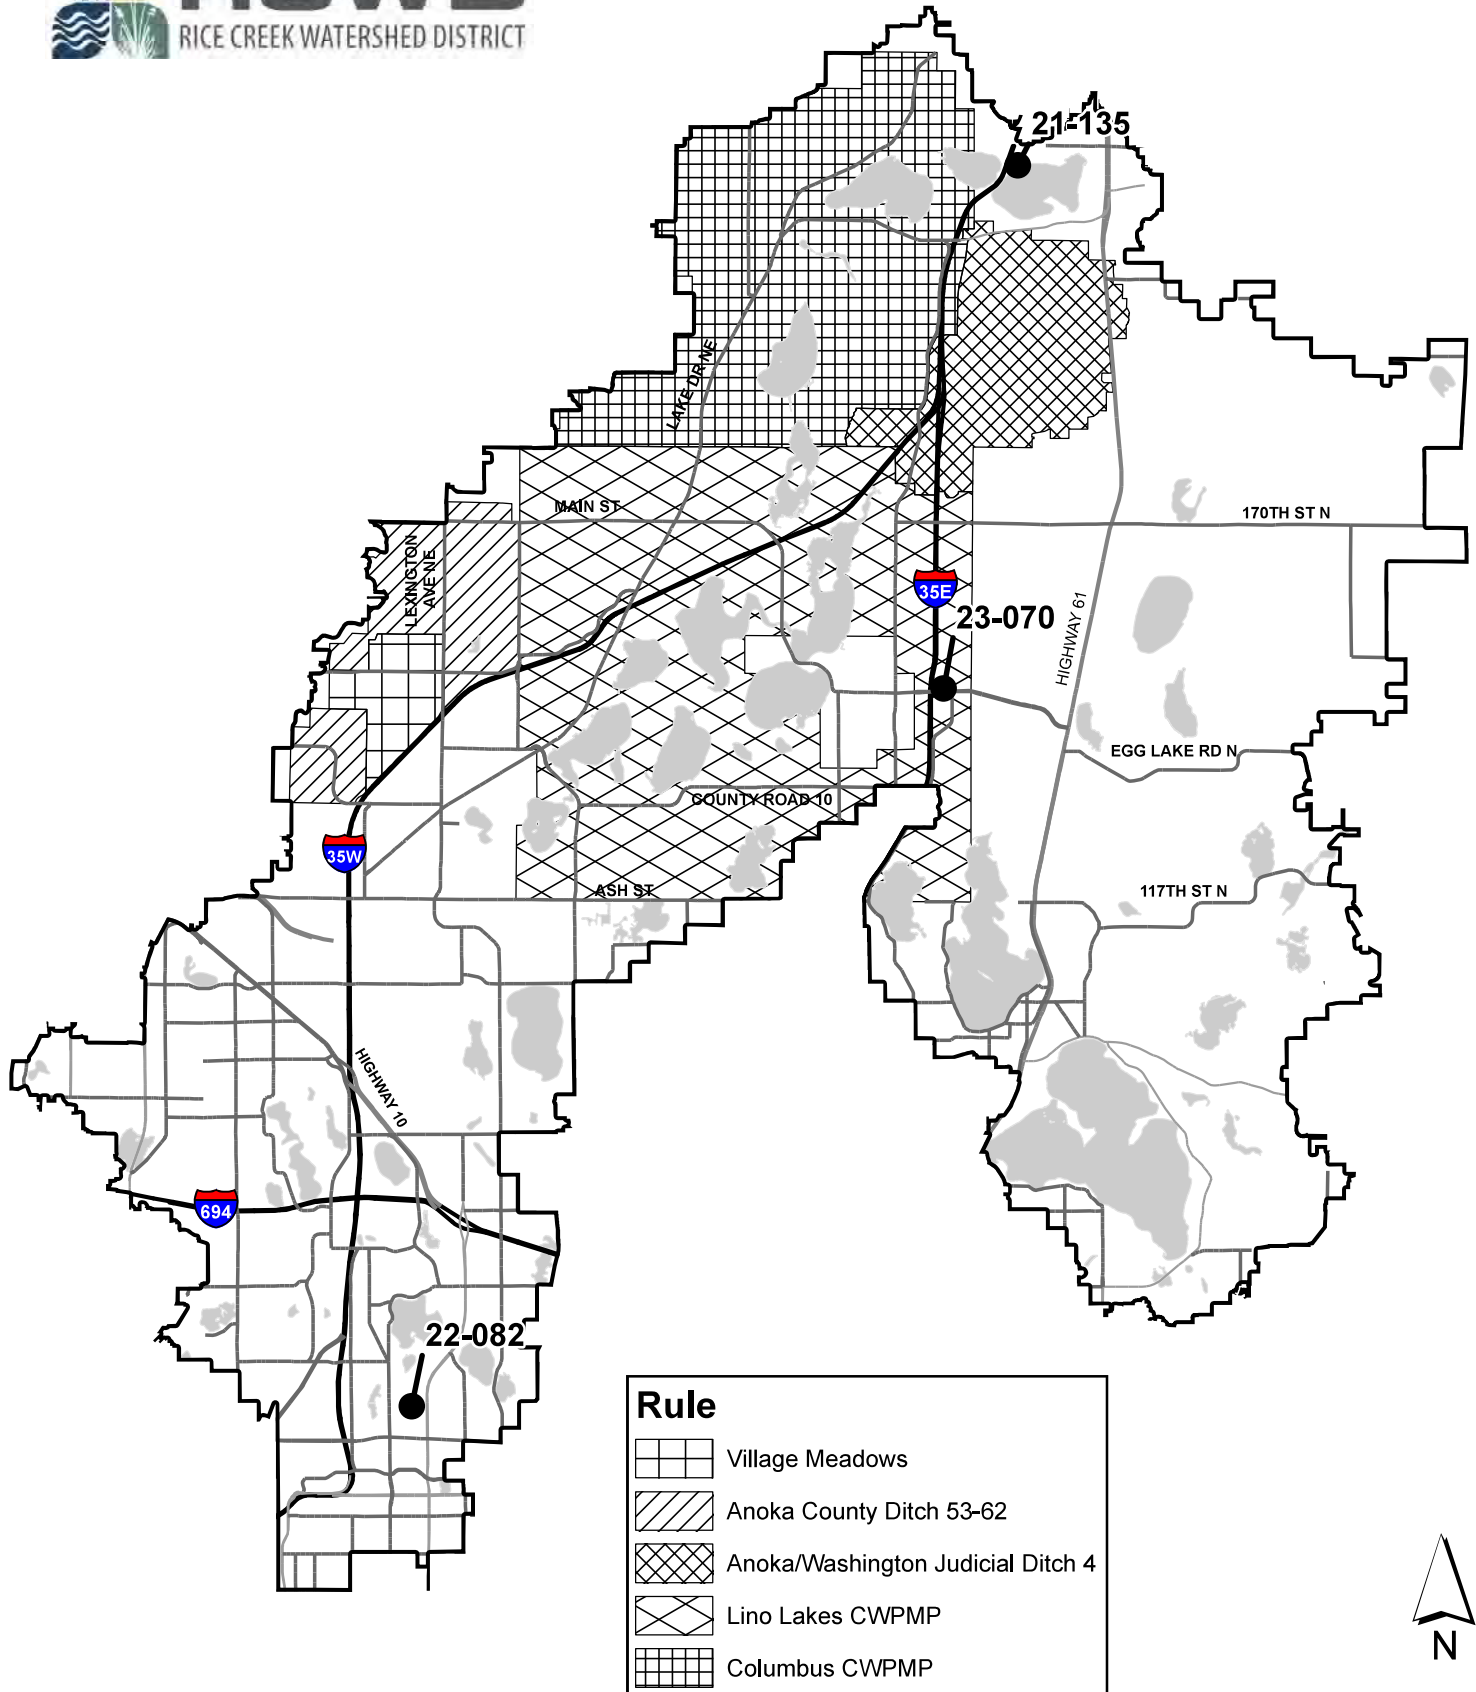 RICE CREEK WATERSHED DISTRICT
21-135
LAKE DR NE
MAIN ST
170TH ST N
LEXINGTON
AVE NE
35E
23-070
HIGHWAY 61
EGG LAKE RD N
COUNTY ROAD 10
35W
ASH ST
117TH ST N
HIGHWAY 10
694
22-082
Rule
Village Meadows
Anoka County Ditch 53-62
Anoka/Washington Judicial Ditch 4
Lino Lakes CWPMP
Columbus CWPMP
N